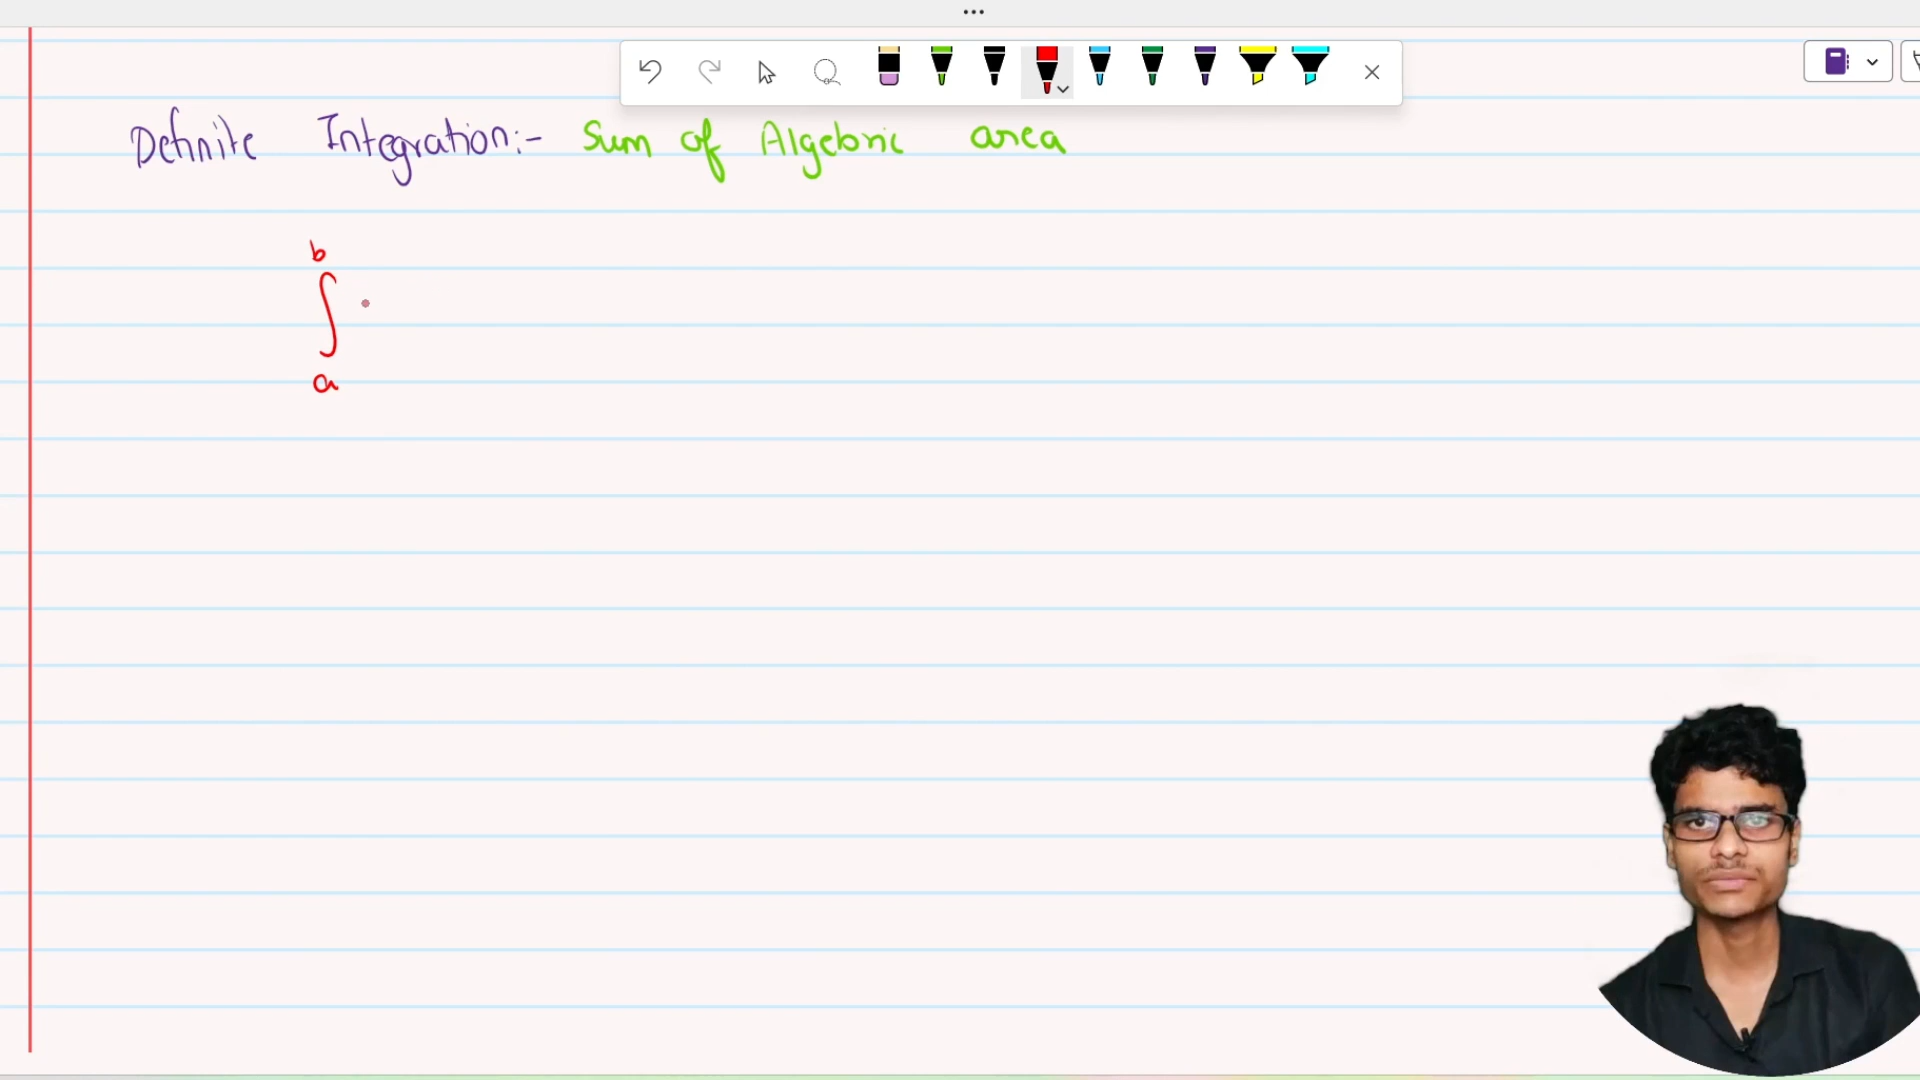 Definite Integration:- Sum of Algebric area
b
∫
a